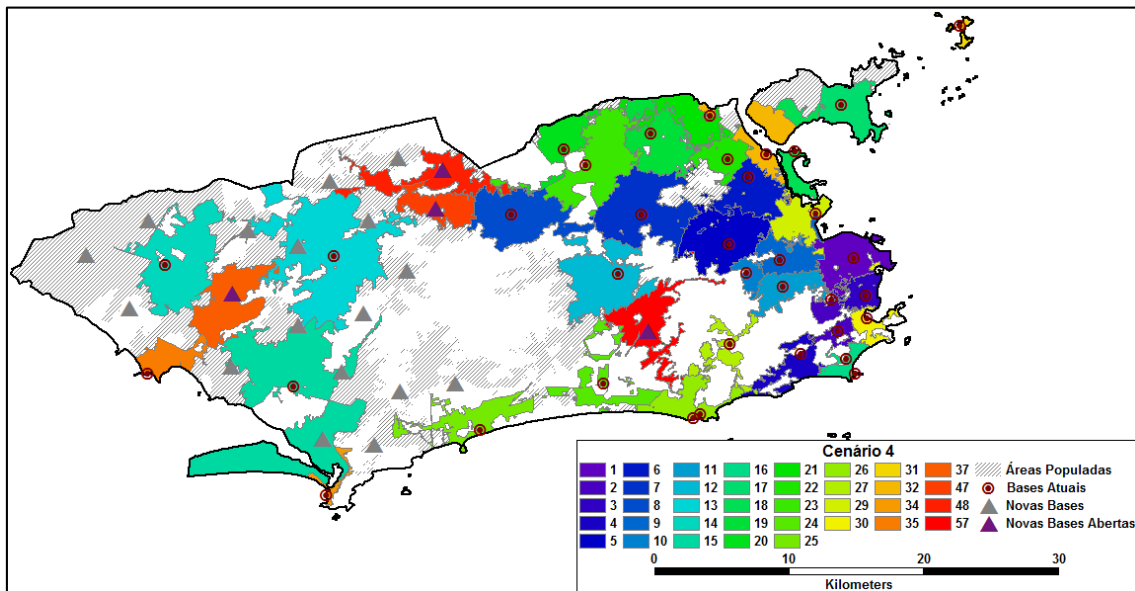 Cenário 4
1 6 11 16 21 26 31 37 Áreas Populadas
2 7 12 17 22 27 32 47 Bases Atuais
3 8 13 18 23 29 34 48 Novas Bases
4 9 14 19 24 30 35 57 Novas Bases Abertas
5 10 15 20 25
0 10 20 30
Kilometers